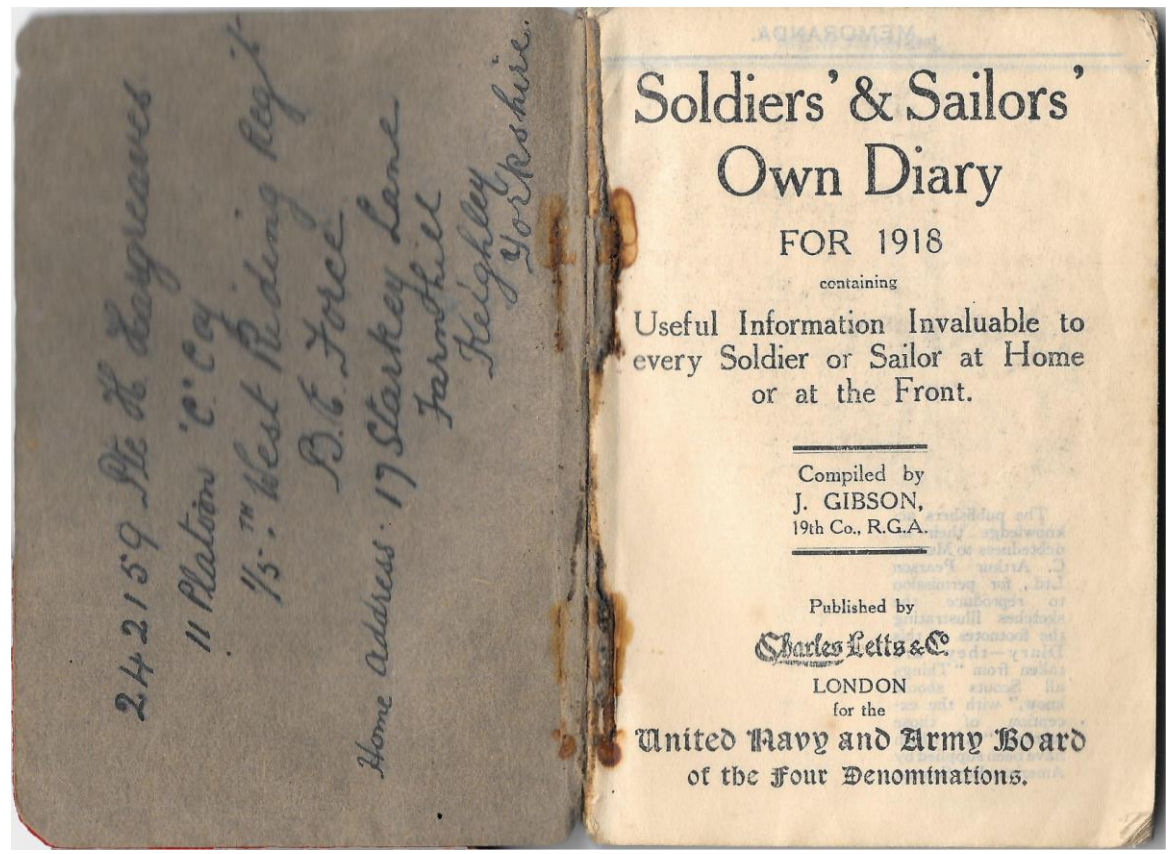 242159 Pte H Hargreaves
11 Platoon "C" Coy
1/5.TH West Riding Regt
B.E. Force
Home Address. 17 Starkey Lane
Farnhill
Keighley
Yorkshire.
MEMORANDA.
Soldiers' & Sailors'
Own Diary
FOR 1918
containing
Useful Information Invaluable to
every Soldier or Sailor at Home
or at the Front.
Compiled by
J. GIBSON,
19th Co., R.G.A.
Published by
Charles Letts & Co.
LONDON
for the
United Navy and Army Board
of the Four Denominations.